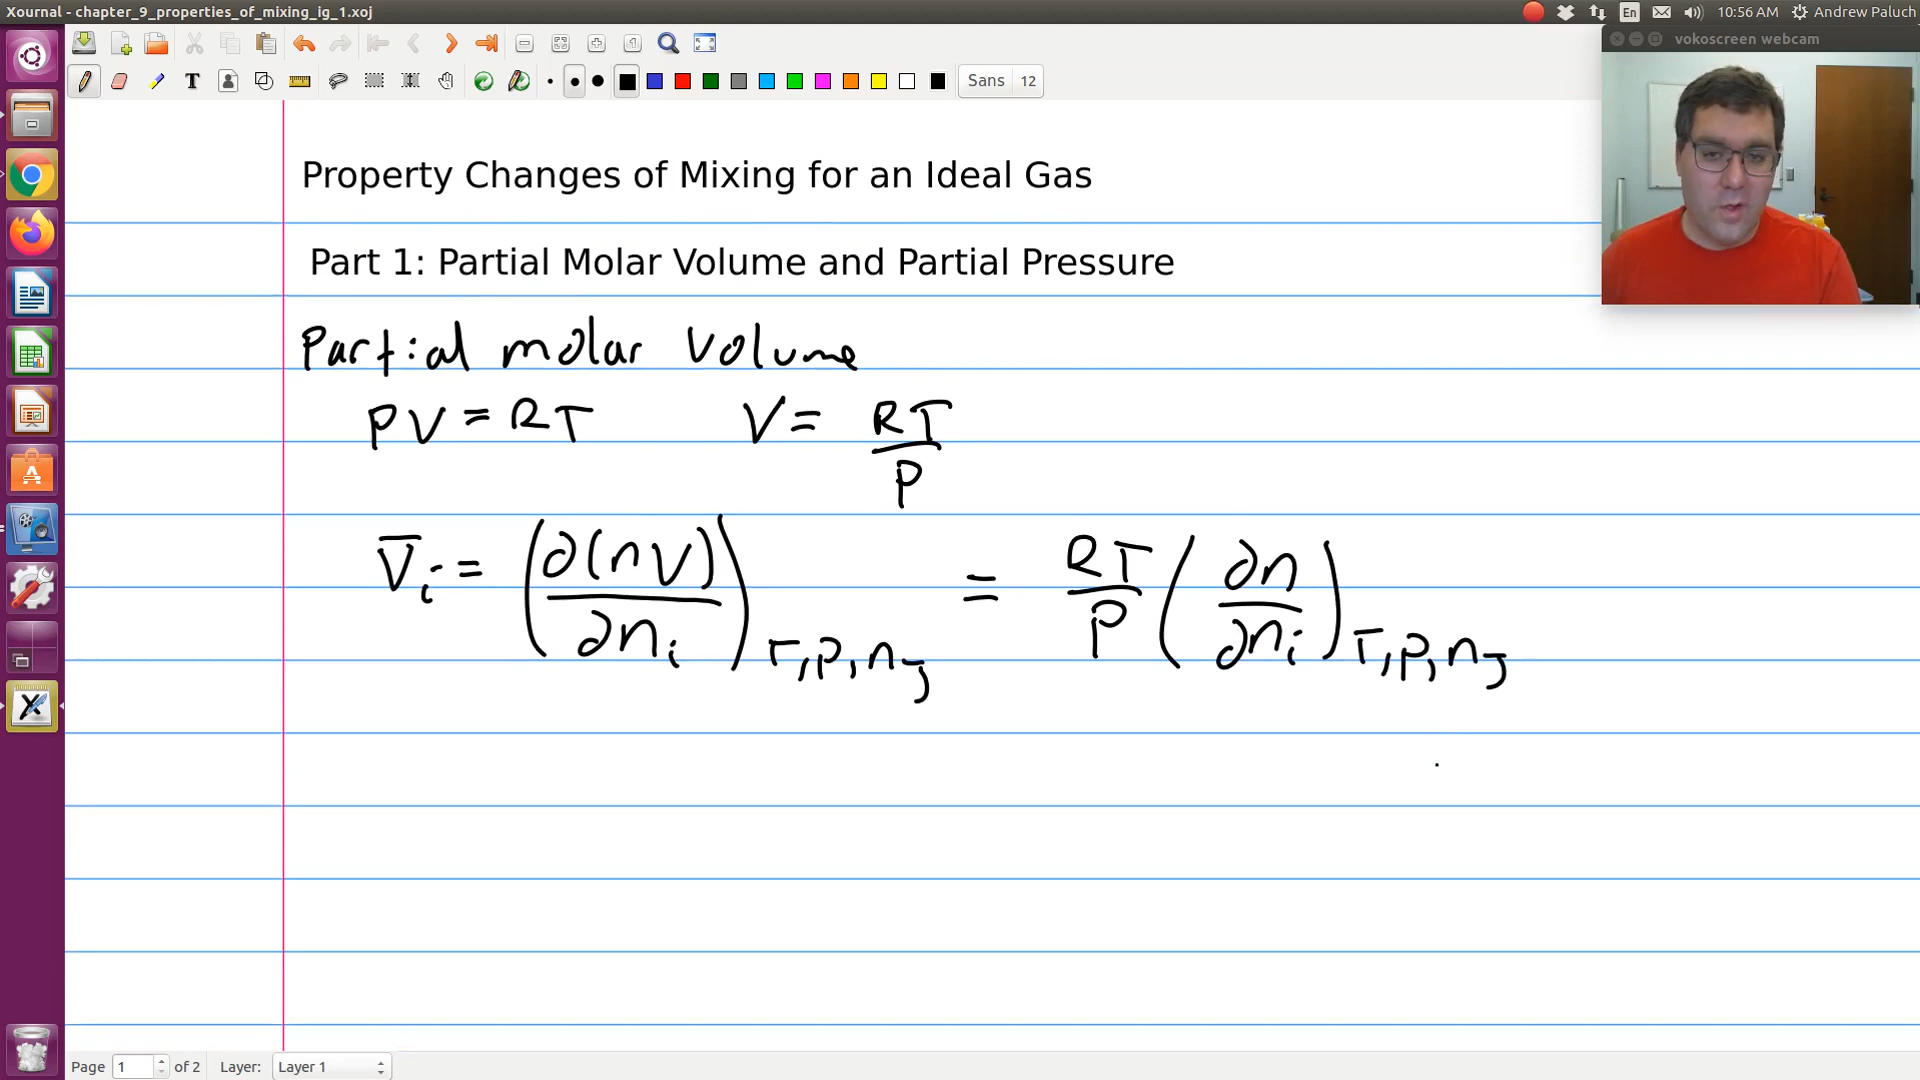 Xournal - chapter_9_properties_of_mixing_ig_1.xoj
En
10:56 AM
Andrew Paluch
vokoscreen webcam
Sans 12
Property Changes of Mixing for an Ideal Gas
Part 1: Partial Molar Volume and Partial Pressure
Partial molar volume
PV = RT V = RT/P
V̄i = (∂(nV)/∂ni)T,P,nj = RT/P (∂n/∂ni)T,P,nj
Page 1 of 2 Layer: Layer 1